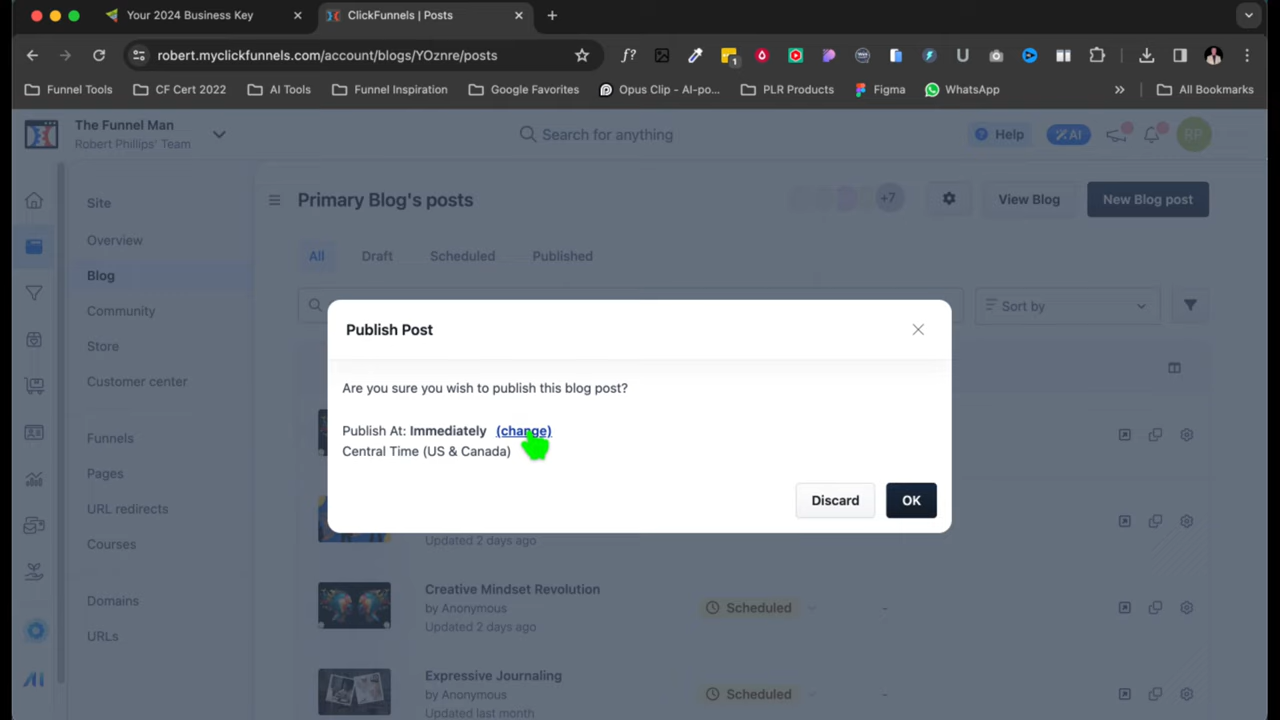 Your 2024 Business Key
ClickFunnels | Posts
robert.myclickfunnels.com/account/blogs/YOznre/posts
f?
1
Funnel Tools
CF Cert 2022
AI Tools
Funnel Inspiration
Google Favorites
Opus Clip - AI-po...
PLR Products
Figma
WhatsApp
»
All Bookmarks
The Funnel Man
Robert Phillips' Team
Search for anything
Help
AI
RP
Site
Overview
Blog
Community
Store
Customer center
Funnels
Pages
URL redirects
Courses
Domains
URLs
AI
Primary Blog's posts
+7
View Blog
New Blog post
All
Draft
Scheduled
Published
Sort by
Publish Post
Are you sure you wish to publish this blog post?
Publish At: Immediately (change)
Central Time (US & Canada)
Discard
OK
Updated 2 days ago
Creative Mindset Revolution
by Anonymous
Updated 2 days ago
Scheduled
-
Expressive Journaling
by Anonymous
Updated last month
Scheduled
-